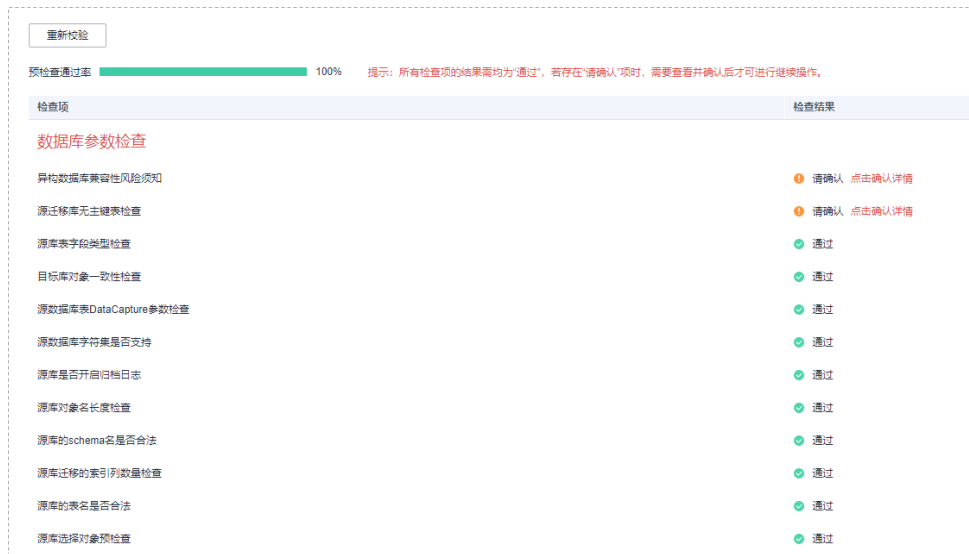 重新校验
预检查通过率 100% 提示：所有检查项的结果需均为“通过”，若存在“请确认”项时，需要查看并确认后才可进行继续操作。
检查项 检查结果
数据库参数检查
异构数据库兼容性风险须知 请确认 点击确认详情
源迁移库无主键表检查 请确认 点击确认详情
源库表字段类型检查 通过
目标库对象一致性检查 通过
源数据库表DataCapture参数检查 通过
源数据库字符集是否支持 通过
源库是否开启归档日志 通过
源库对象名长度检查 通过
源库的schema名是否合法 通过
源库迁移的索引列数量检查 通过
源库的表名是否合法 通过
源库选择对象预检查 通过